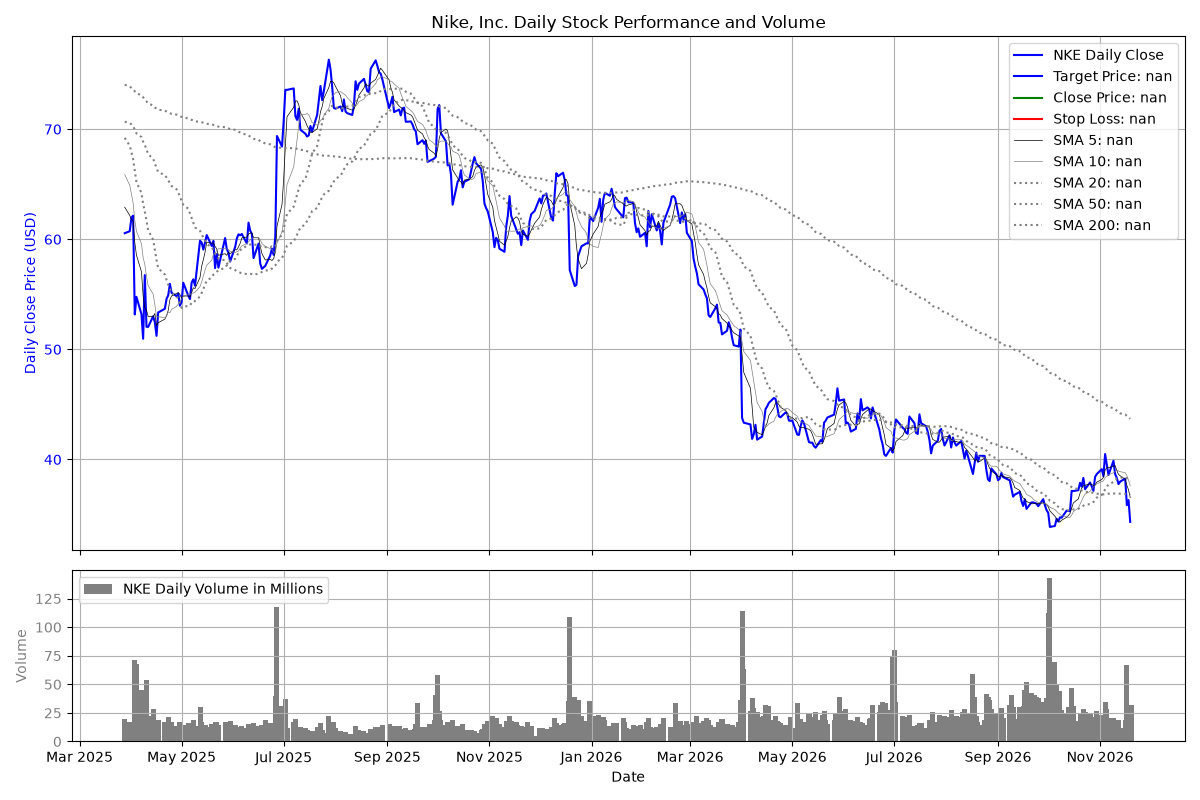 Nike, Inc. Daily Stock Performance and Volume
Daily Close Price (USD)
70
60
50
40
NKE Daily Close
Target Price: nan
Close Price: nan
Stop Loss: nan
SMA 5: nan
SMA 10: nan
SMA 20: nan
SMA 50: nan
SMA 200: nan
NKE Daily Volume in Millions
Volume
125
100
75
50
25
0
Mar 2025 May 2025 Jul 2025 Sep 2025 Nov 2025 Jan 2026 Mar 2026 May 2026 Jul 2026 Sep 2026 Nov 2026
Date